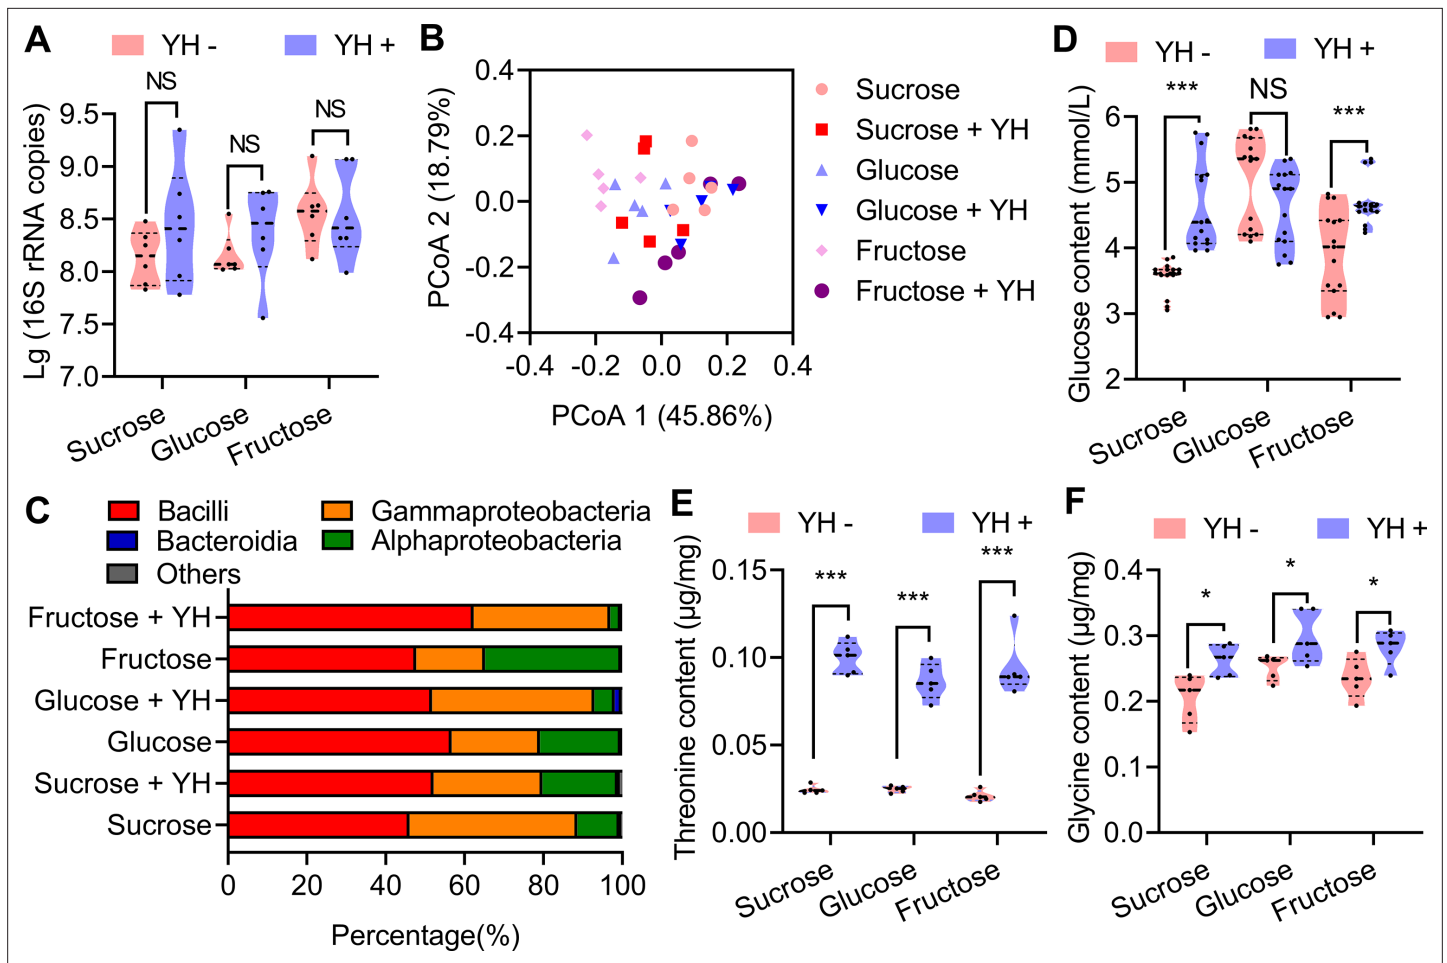 A
YH -
YH +
NS
NS
NS
Lg (16S rRNA copies)
9.5
9.0
8.5
8.0
7.5
7.0
Sucrose
Glucose
Fructose
B
PCoA 2 (18.79%)
0.4
0.2
0.0
-0.2
-0.4
-0.4
-0.2
0.0
0.2
0.4
PCoA 1 (45.86%)
Sucrose
Sucrose + YH
Glucose
Glucose + YH
Fructose
Fructose + YH
D
YH -
YH +
***
NS
***
Glucose content (mmol/L)
6
5
4
3
2
Sucrose
Glucose
Fructose
C
Bacilli
Gammaproteobacteria
Bacteroidia
Alphaproteobacteria
Others
Fructose + YH
Fructose
Glucose + YH
Glucose
Sucrose + YH
Sucrose
0
20
40
60
80
100
Percentage(%)
E
YH -
YH +
***
***
***
Threonine content (μg/mg)
0.15
0.10
0.05
0.00
Sucrose
Glucose
Fructose
F
YH -
YH +
*
*
*
Glycine content (μg/mg)
0.4
0.3
0.2
0.1
0.0
Sucrose
Glucose
Fructose